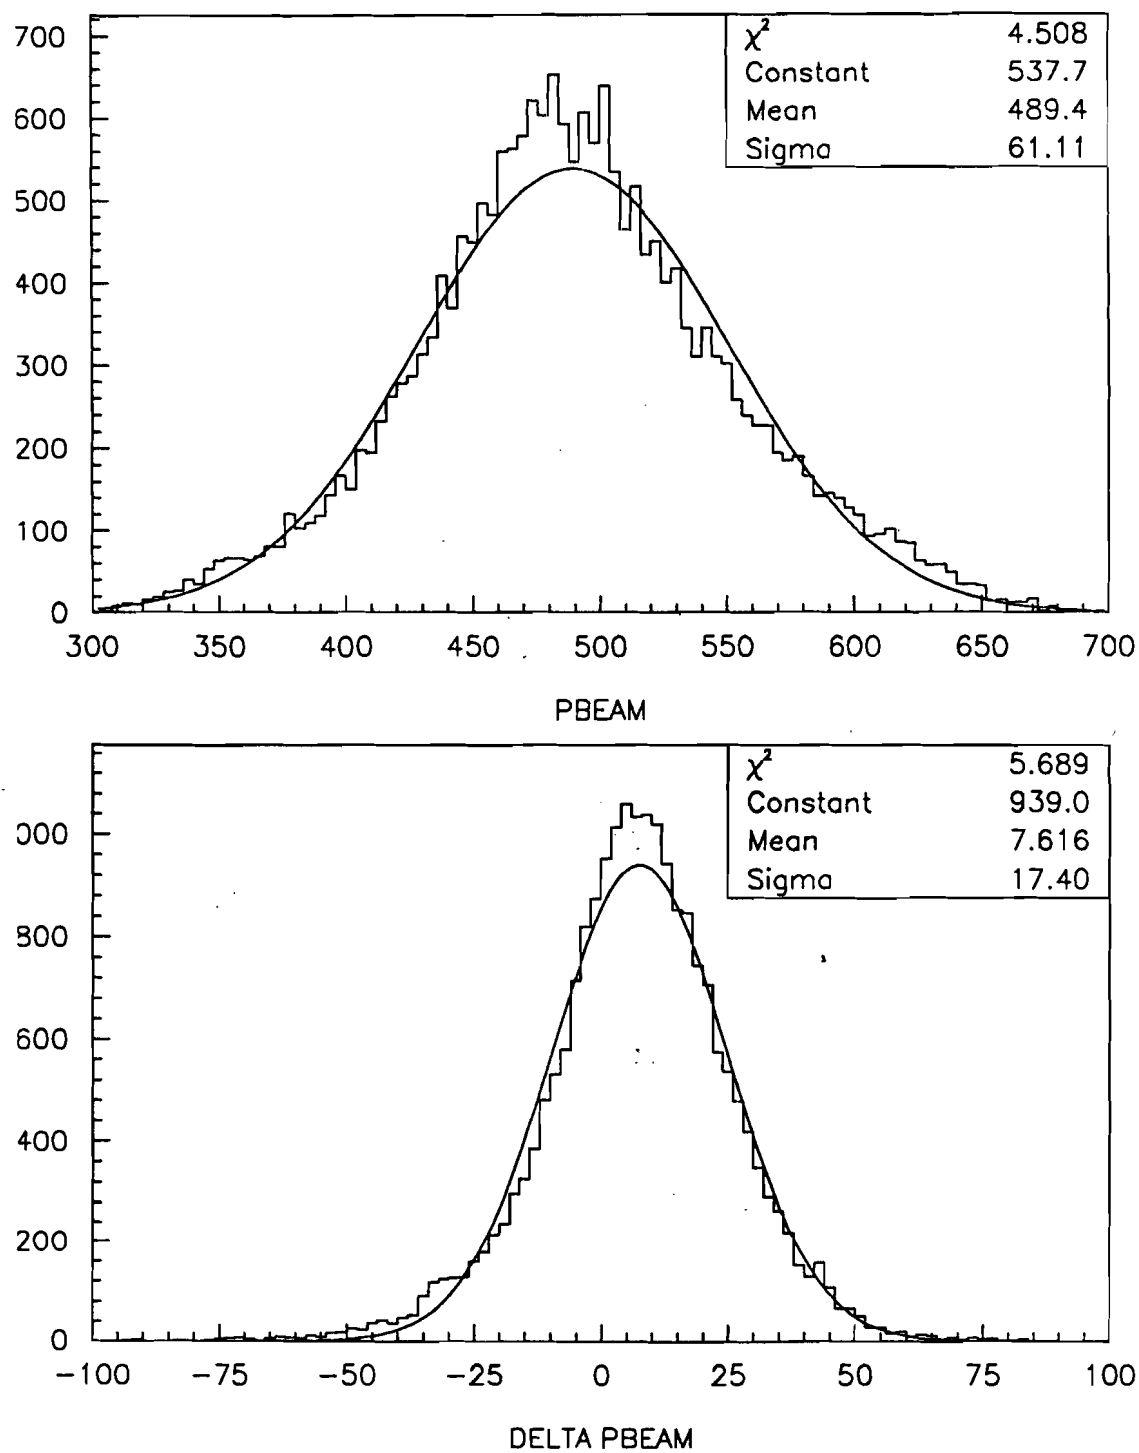 700
600
500
400
300
200
100
0
χ² 4.508
Constant 537.7
Mean 489.4
Sigma 61.11
300 350 400 450 500 550 600 650 700
PBEAM
000
800
600
400
200
0
χ² 5.689
Constant 939.0
Mean 7.616
Sigma 17.40
−100 −75 −50 −25 0 25 50 75 100
DELTA PBEAM